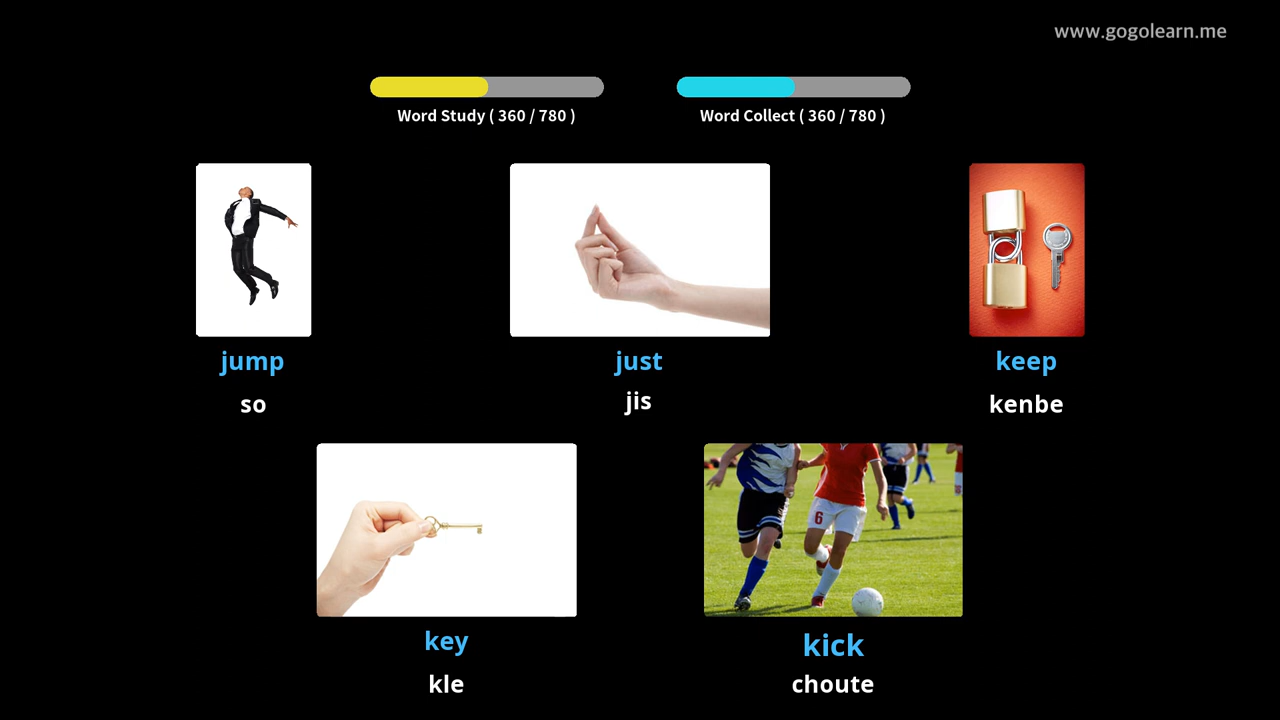 www.gogolearn.me
Word Study ( 360 / 780 )
Word Collect ( 360 / 780 )
jump
so
just
jis
keep
kenbe
key
kle
kick
choute
6